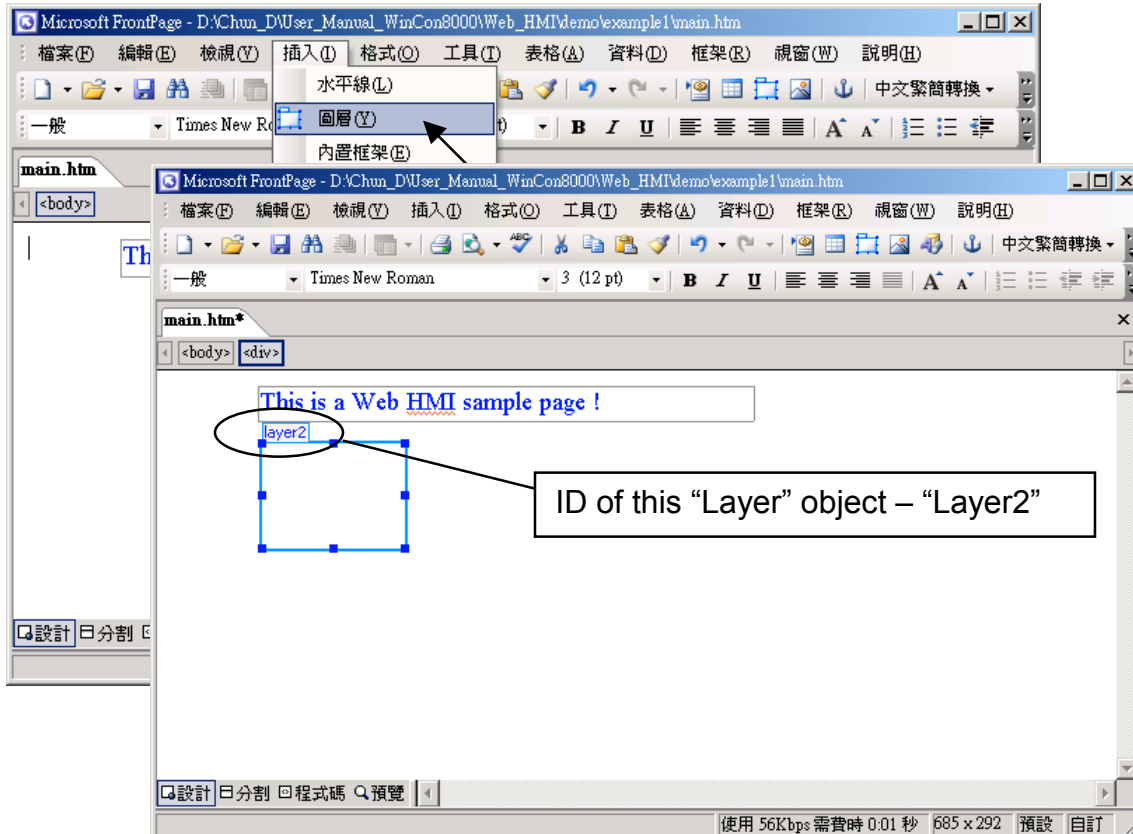 Microsoft FrontPage - D:\Chun_D\User_Manual_WinCon8000\Web_HMI\demo\example1\main.htm
檔案(F) 編輯(E) 檢視(V) 插入(I) 格式(O) 工具(T) 表格(A) 資料(D) 框架(R) 視窗(W) 說明(H)
水平線(L)
中文繁簡轉換
一般 Times New
圖層(Y)
B I U A A
內置框架(E)
main.htm
<body>
Th
設計 分割
Microsoft FrontPage - D:\Chun_D\User_Manual_WinCon8000\Web_HMI\demo\example1\main.htm
檔案(F) 編輯(E) 檢視(V) 插入(I) 格式(O) 工具(T) 表格(A) 資料(D) 框架(R) 視窗(W) 說明(H)
ABC 中文繁簡轉換
一般 Times New Roman 3 (12 pt) B I U A A
main.htm*
<body> <div>
This is a Web HMI sample page !
layer2
ID of this “Layer” object – “Layer2”
設計 分割 程式碼 預覽
使用 56Kbps 需費時 0:01 秒 685 x 292 預設 自訂